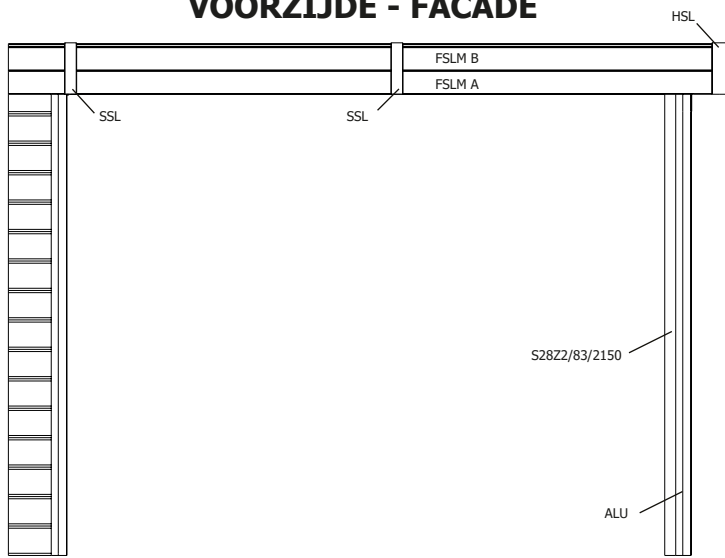 VOORZIJDE - FACADE
HSL
FSLM B
FSLM A
SSL
SSL
S28Z2/83/2150
ALU